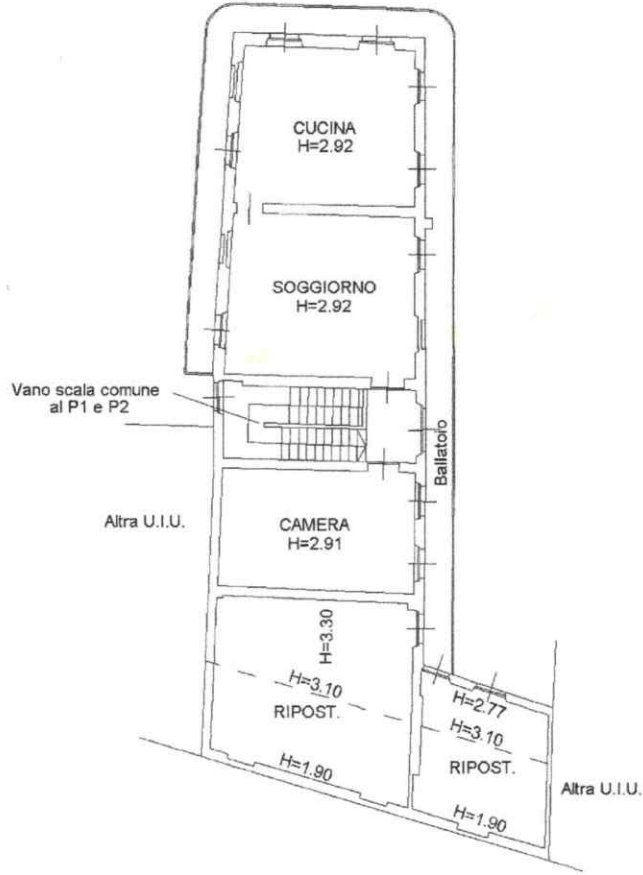 CUCINA
H=2.92
SOGGIORNO
H=2.92
Vano scala comune
al P1 e P2
Ballatoio
Altra U.I.U.
CAMERA
H=2.91
H=3.30
H=3.10
RIPOST.
H=1.90
H=2.77
H=3.10
RIPOST.
H=1.90
Altra U.I.U.